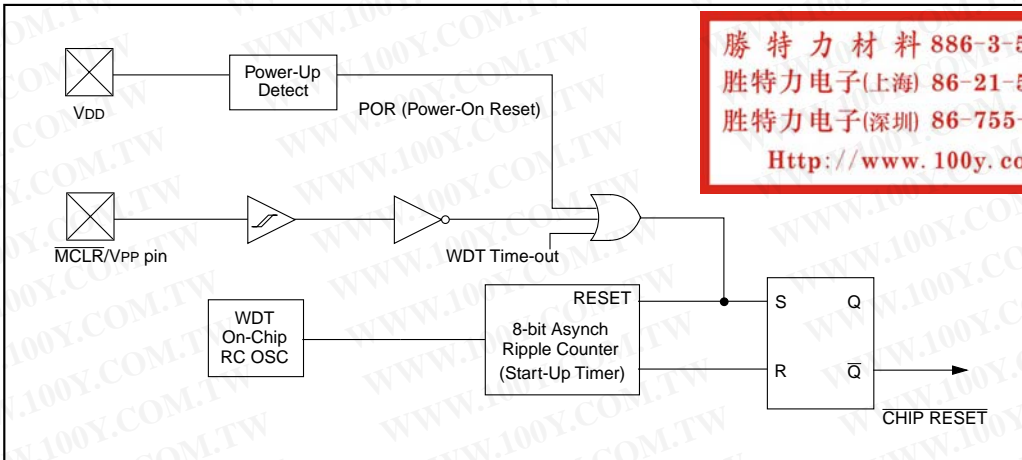 勝特力材料 886-3-5
胜特力电子(上海) 86-21-5
胜特力电子(深圳) 86-755-
Http://www.100y.co
VDD
Power-Up
Detect
POR (Power-On Reset)
MCLR/VPP pin
WDT Time-out
WDT
On-Chip
RC OSC
RESET
8-bit Asynch
Ripple Counter
(Start-Up Timer)
S
Q
R
Q
CHIP RESET
WWW.100Y.COM.TW